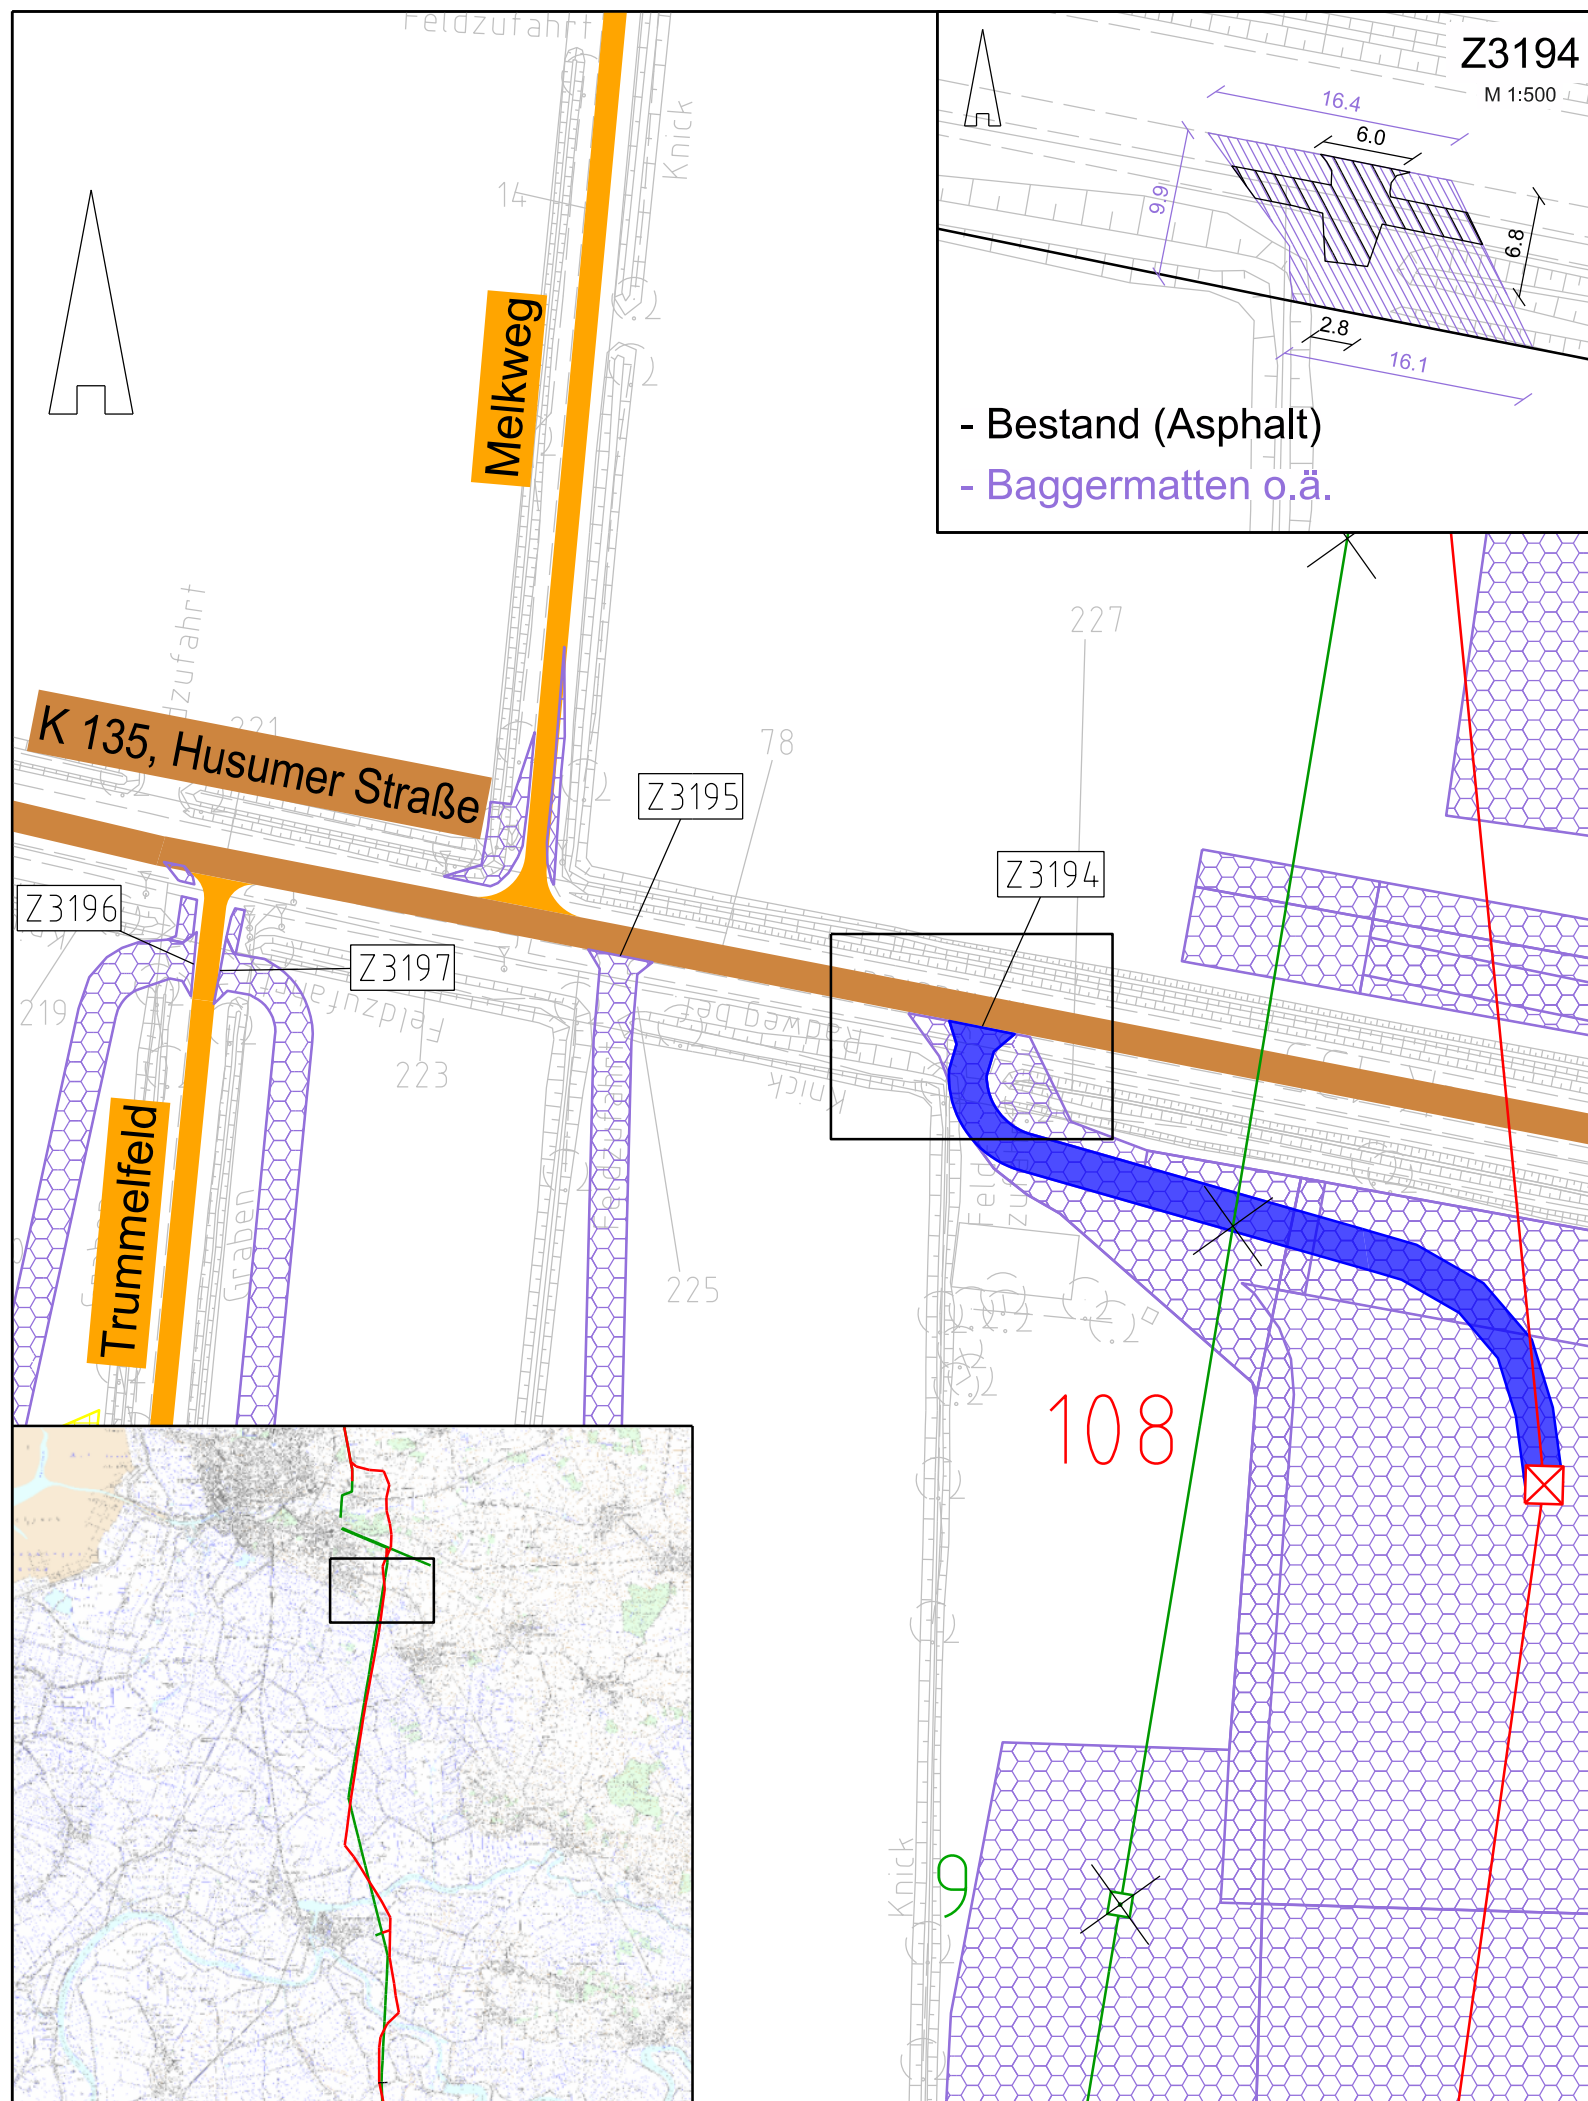 Feldzufahrt
Z3194
M 1:500
16.4
6.0
9.9
6.8
2.8
16.1
- Bestand (Asphalt)
- Baggermatten o.ä.
Knick
14
Melkweg
227
K 135, Husumer Straße
221
78
Z3195
Z3194
Z3196
Z3197
219
Feldzufahrt
223
Radweg bef.
Knick
Trummelfeld
Graben
225
108
Knick
9